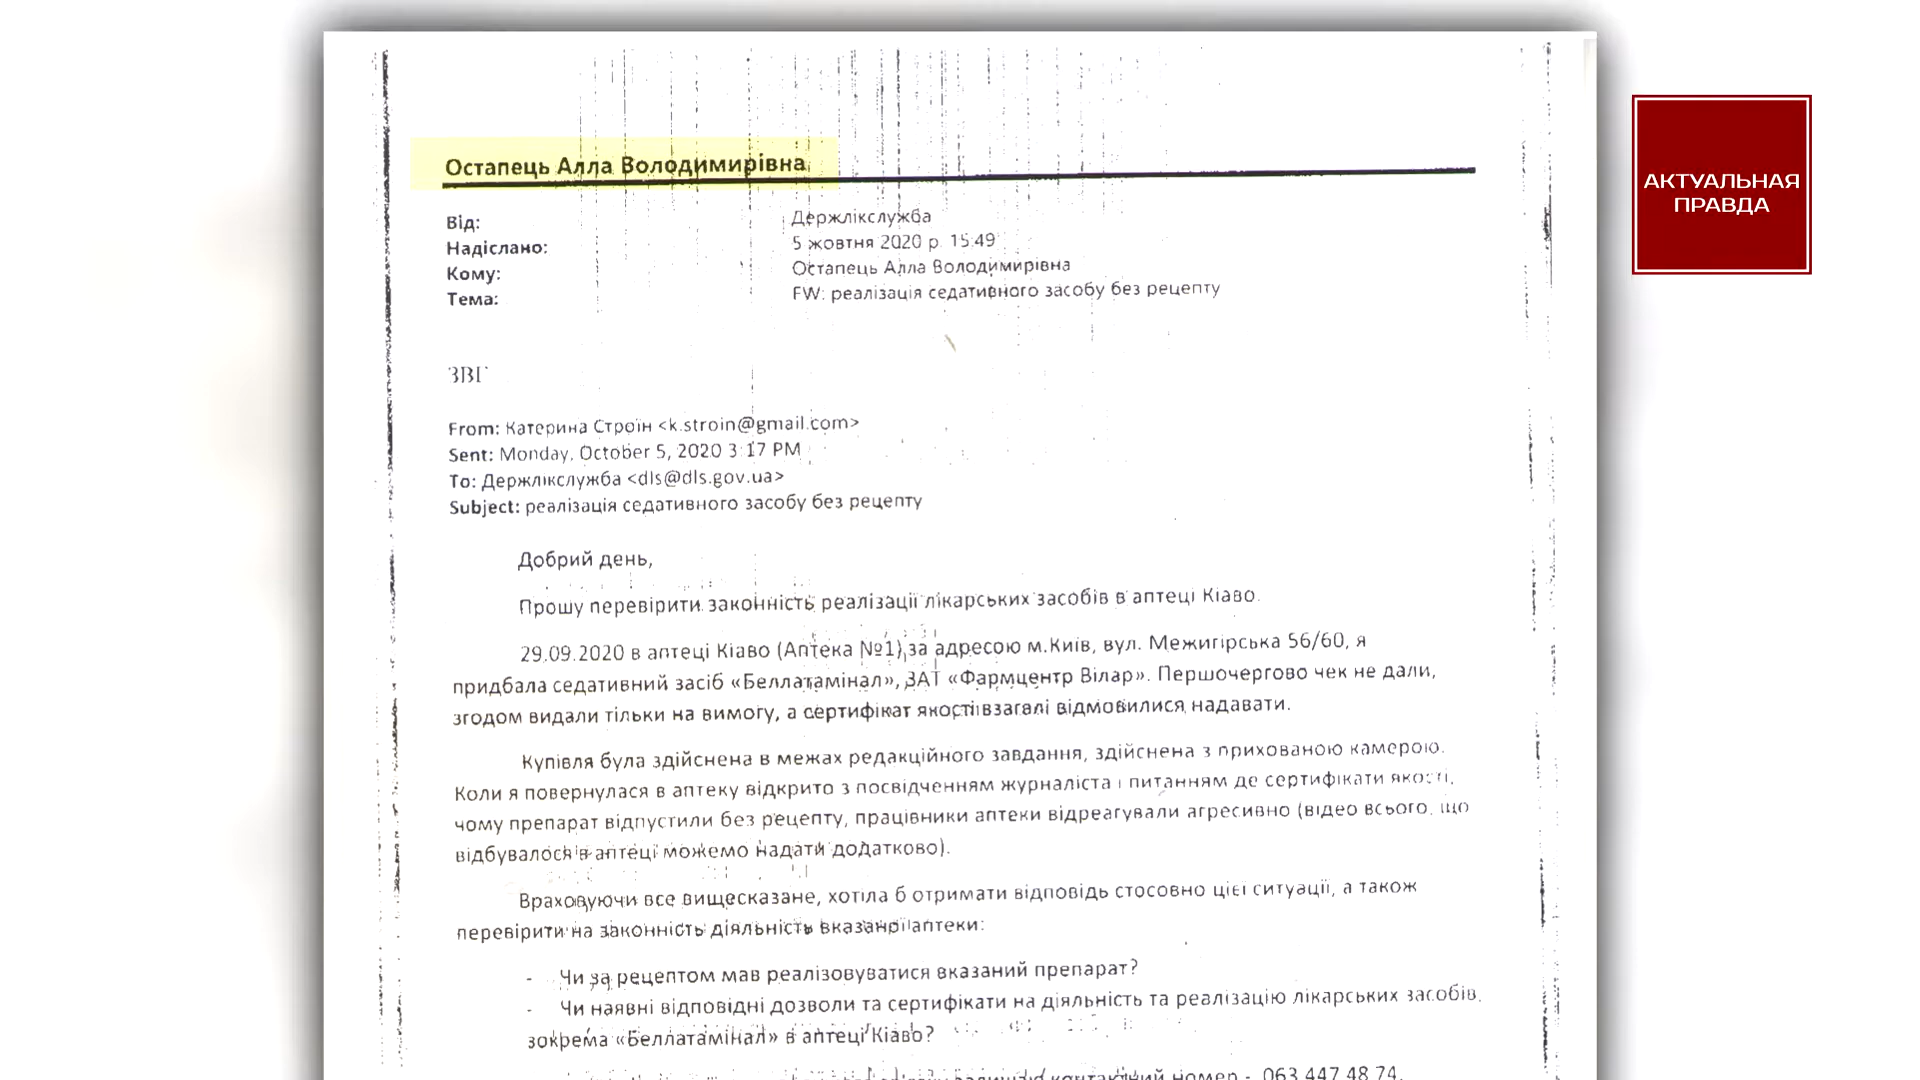 Остапець Алла Володимирівна
Від: Держлікслужба
Надіслано: 5 жовтня 2020 р. 15:49
Кому: Остапець Алла Володимирівна
Тема: FW: реалізація седативного засобу без рецепту
АКТУАЛЬНАЯ
ПРАВДА
ЗВГ
From: Катерина Строїн <k.stroin@gmail.com>
Sent: Monday, October 5, 2020 3:17 PM
To: Держлікслужба <dls@dls.gov.ua>
Subject: реалізація седативного засобу без рецепту
Добрий день,
Прошу перевірити законність реалізації лікарських засобів в аптеці Кіаво.
29.09.2020 в аптеці Кіаво (Аптека №1) за адресою м.Київ, вул. Межигірська 56/60, я
придбала седативний засіб «Беллатамінал», ЗАТ «Фармцентр Вілар». Першочергово чек не дали,
згодом видали тільки на вимогу, а сертифікат якості взагалі відмовилися надавати.
Купівля була здійснена в межах редакційного завдання, здійснена з прихованою камерою.
Коли я повернулася в аптеку відкрито з посвідченням журналіста і питанням де сертифікати якості,
чому препарат відпустили без рецепту, працівники аптеки відреагували агресивно (відео всього, що
відбувалося в аптеці можемо надати додатково).
Враховуючи все вищесказане, хотіла б отримати відповідь стосовно цієї ситуації, а також
перевірити на законність діяльність вказаної аптеки:
- Чи за рецептом мав реалізовуватися вказаний препарат?
- Чи наявні відповідні дозволи та сертифікати на діяльність та реалізацію лікарських засобів,
зокрема «Беллатамінал» в аптеці Кіаво?
залишаю контактний номер - 063 447 48 74.